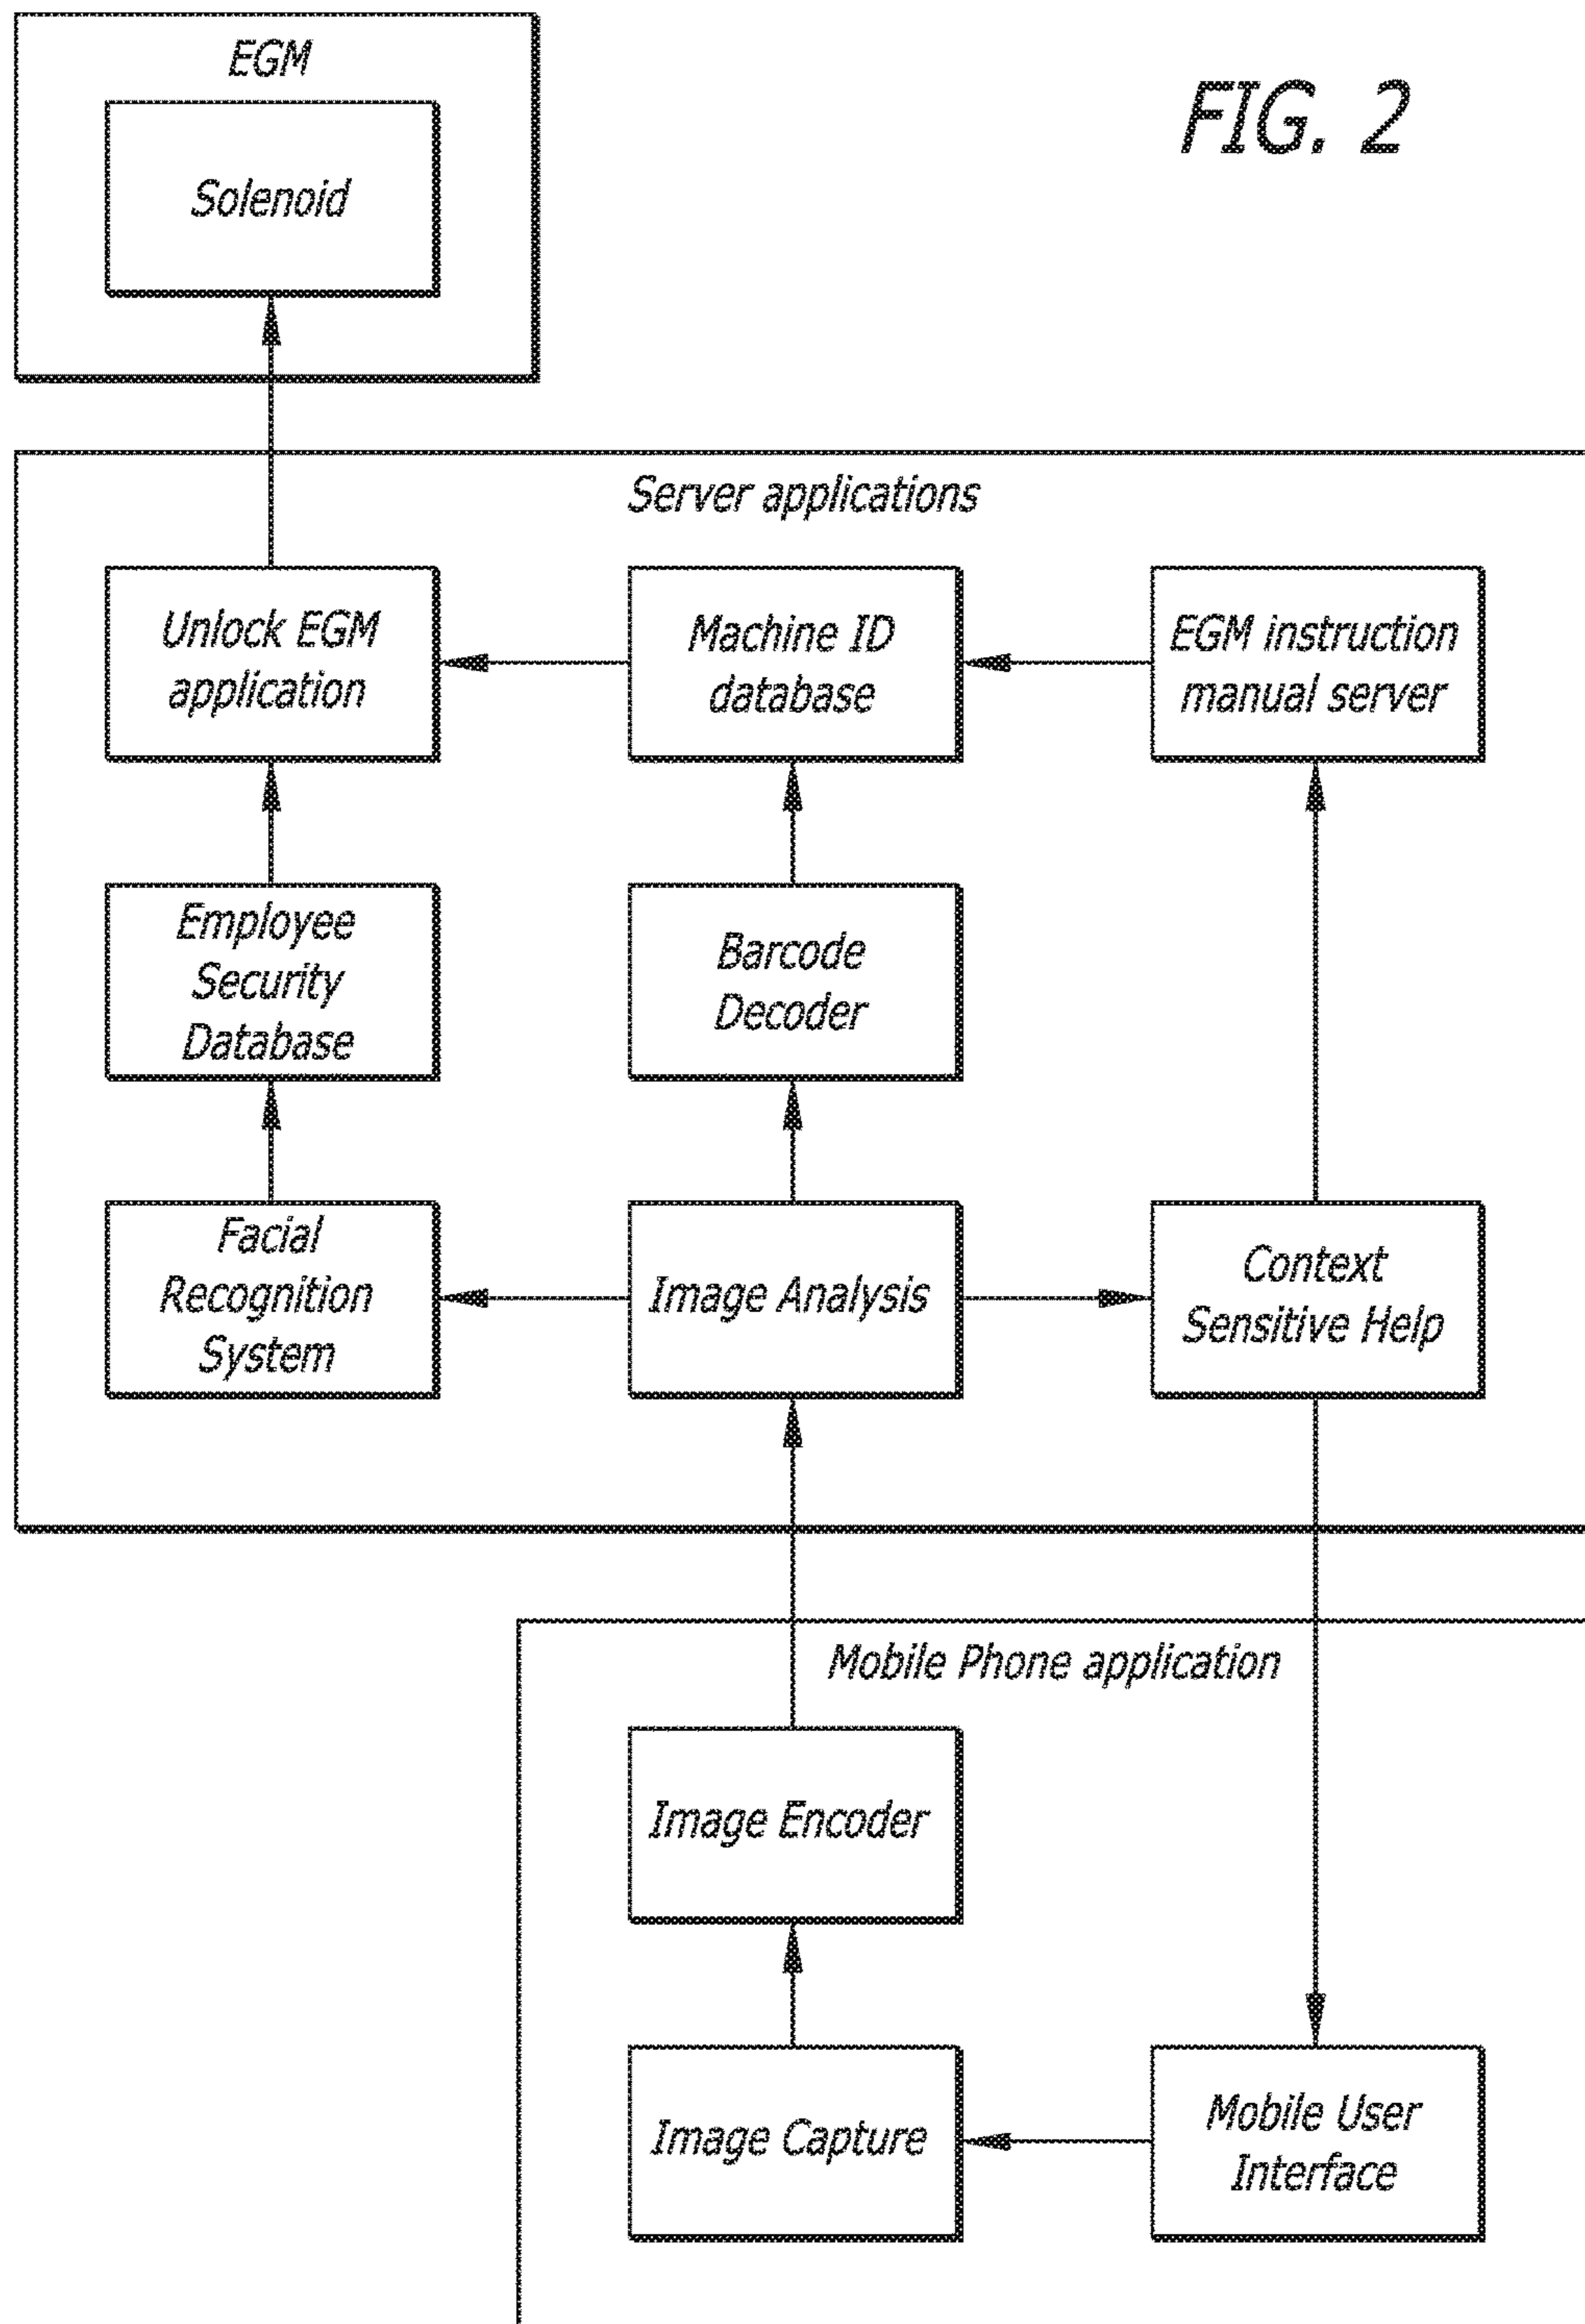 EGM
FIG. 2
Solenoid
Server applications
Unlock EGM
application
Machine ID
database
EGM instruction
manual server
Employee
Security
Database
Barcode
Decoder
Facial
Recognition
System
Image Analysis
Context
Sensitive Help
Mobile Phone application
Image Encoder
Image Capture
Mobile User
Interface